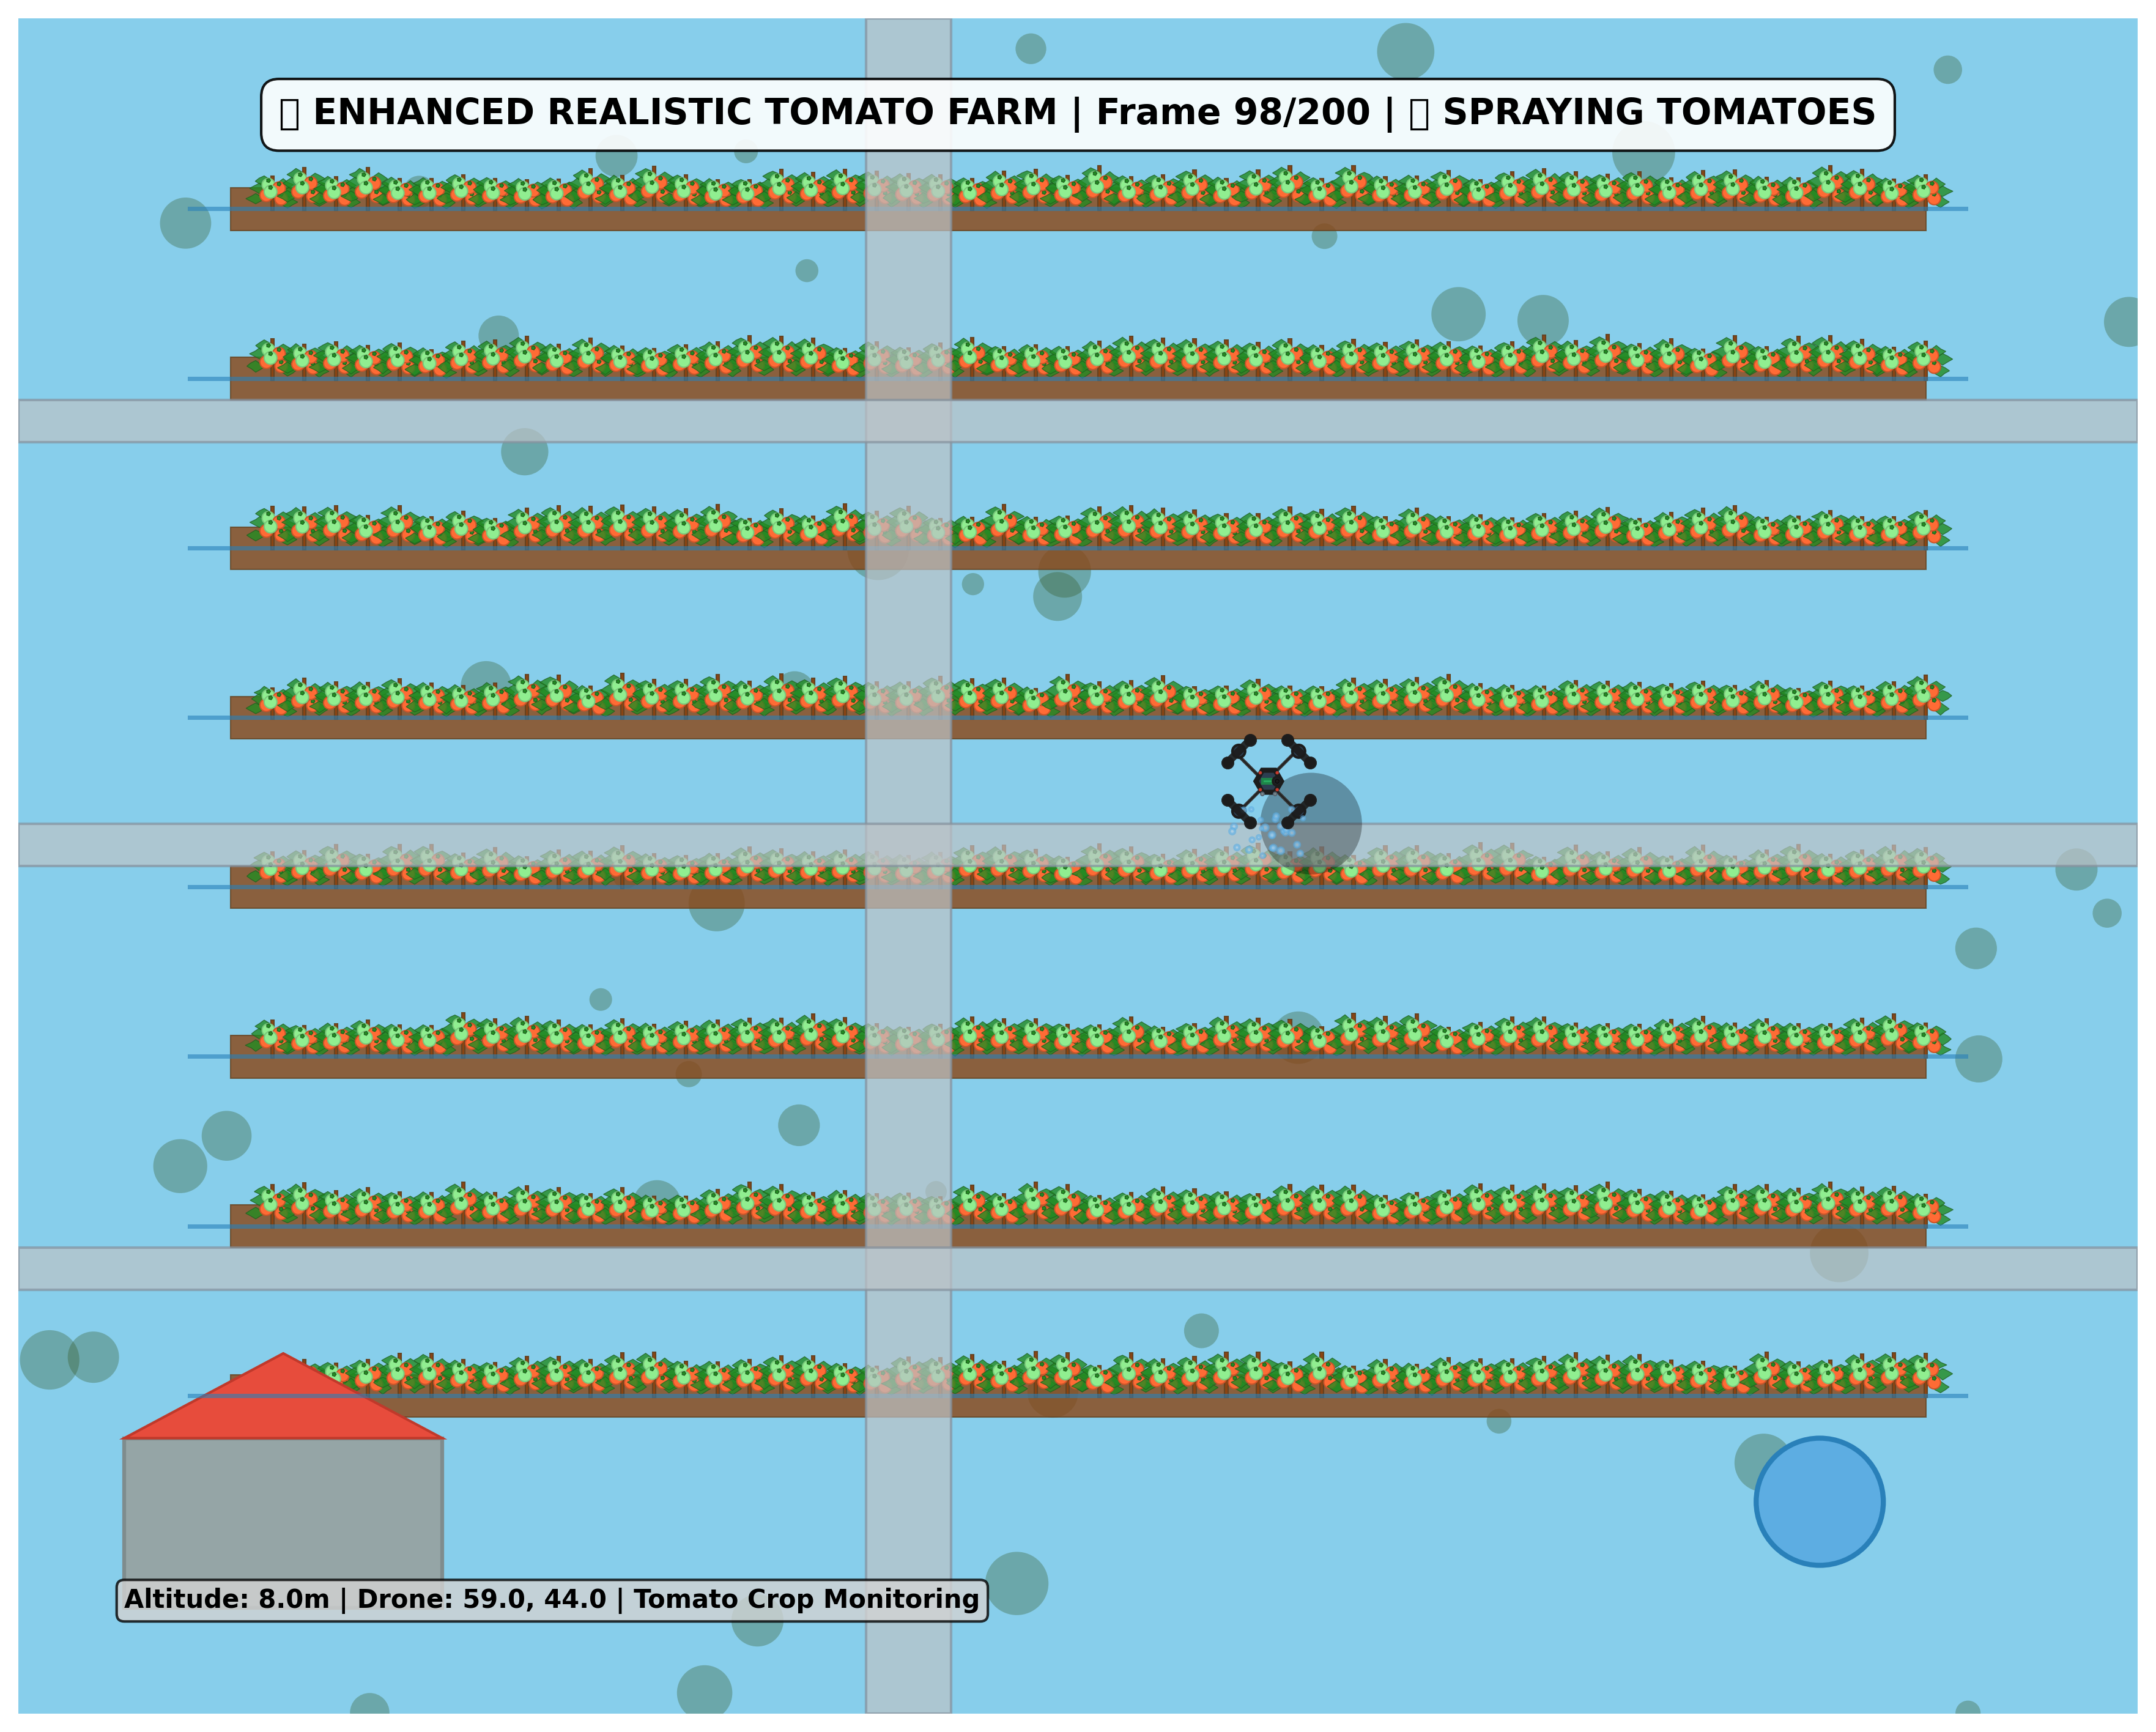 ▯ ENHANCED REALISTIC TOMATO FARM | Frame 98/200 | ▯ SPRAYING TOMATOES
Altitude: 8.0m | Drone: 59.0, 44.0 | Tomato Crop Monitoring